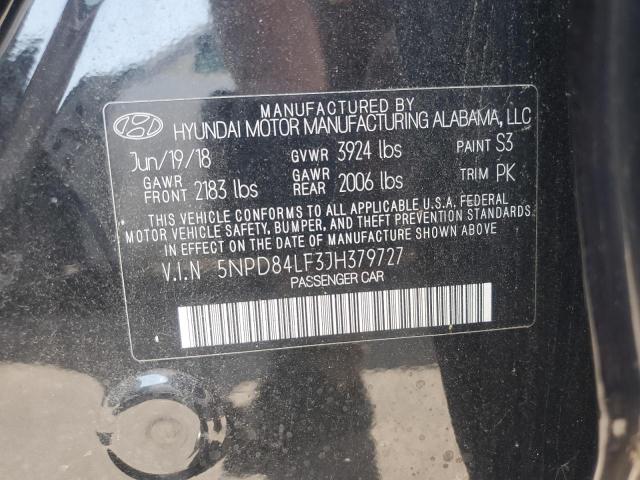 MANUFACTURED BY
HYUNDAI MOTOR MANUFACTURING ALABAMA, LLC
Jun/19/18 GVWR 3924 lbs PAINT S3
GAWR FRONT 2183 lbs GAWR REAR 2006 lbs TRIM PK
THIS VEHICLE CONFORMS TO ALL APPLICABLE U.S.A. FEDERAL
MOTOR VEHICLE SAFETY, BUMPER, AND THEFT PREVENTION STANDARDS
IN EFFECT ON THE DATE OF MANUFACTURE SHOWN ABOVE.
V.I.N 5NPD84LF3JH379727
PASSENGER CAR